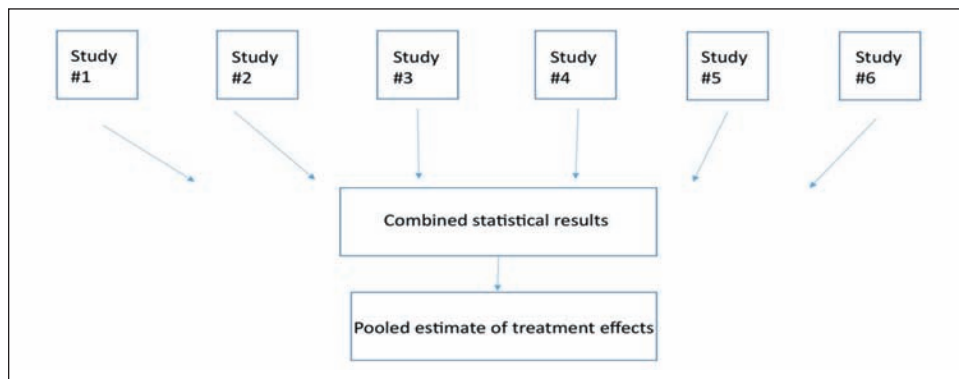 Study
#1
Study
#2
Study
#3
Study
#4
Study
#5
Study
#6
Combined statistical results
Pooled estimate of treatment effects